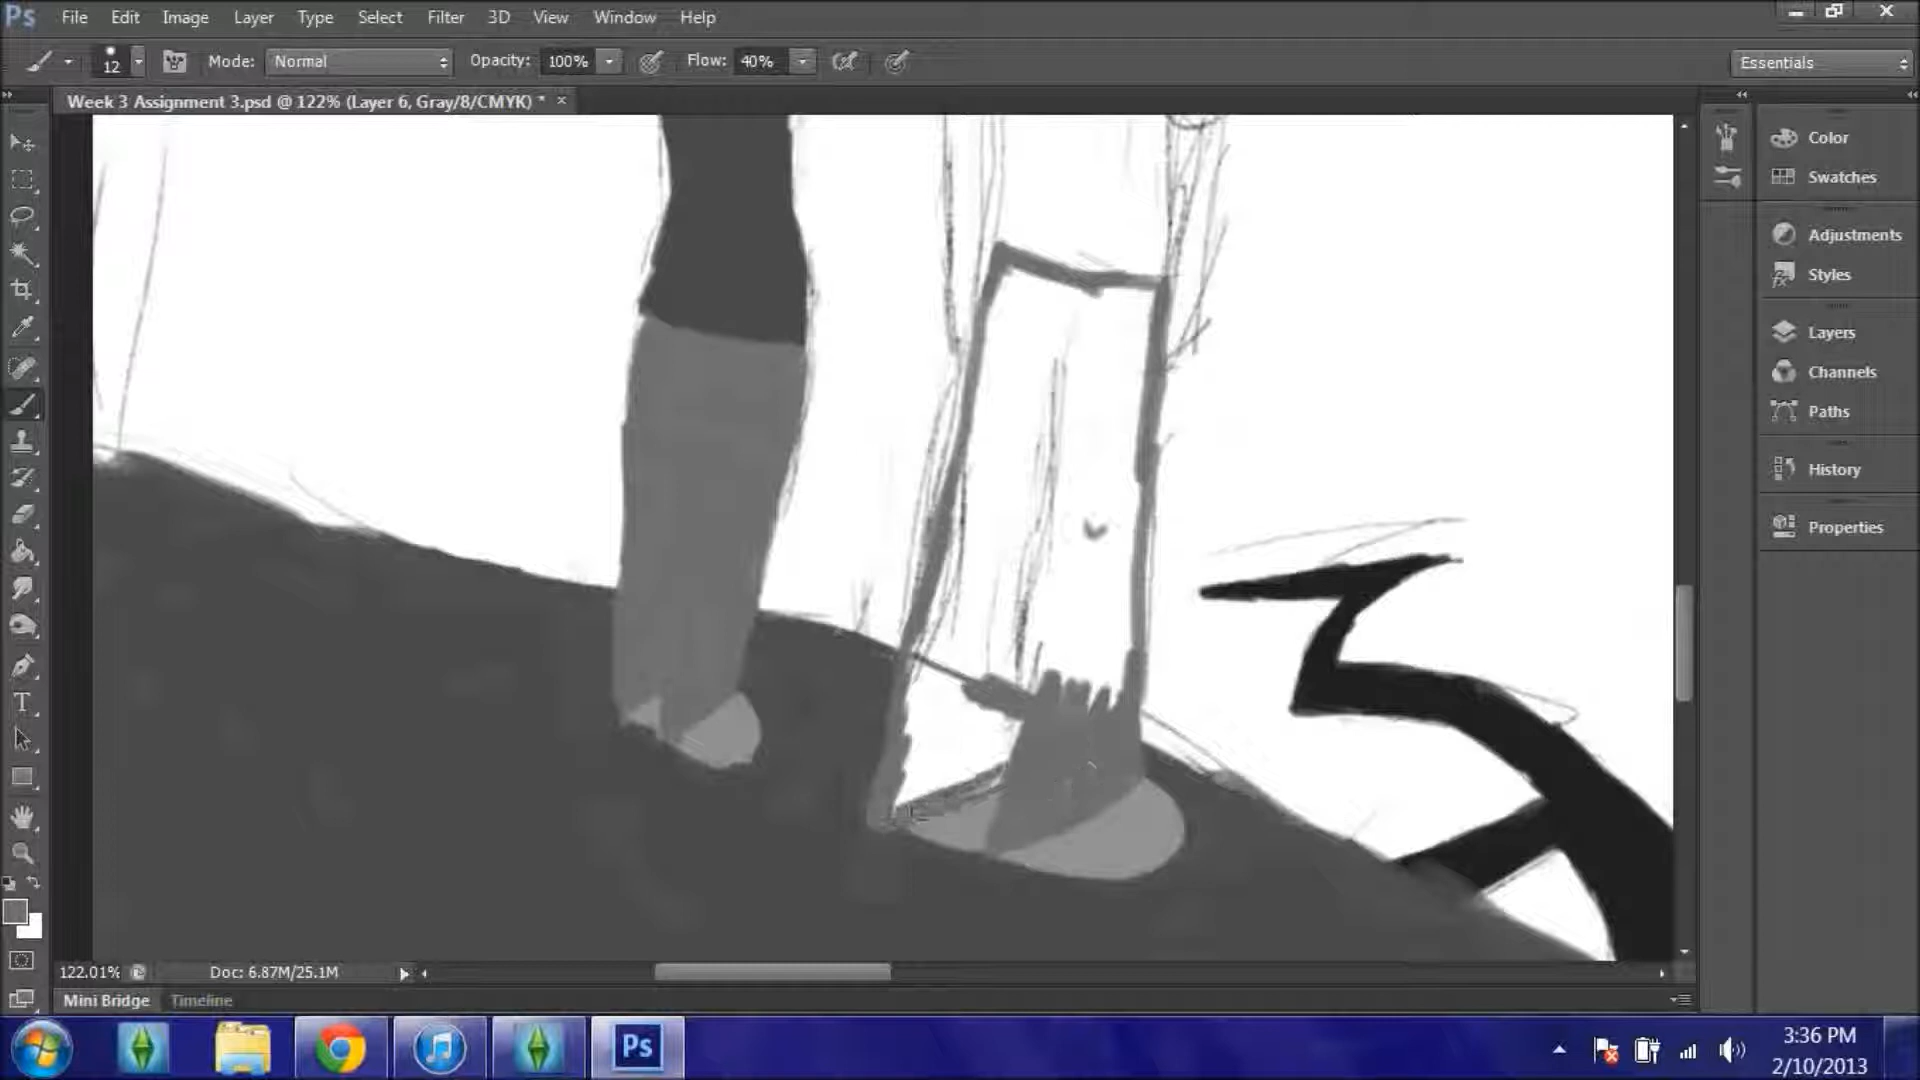 Ps File Edit Image Layer Type Select Filter 3D View Window Help
12 Mode: Normal Opacity: 100% Flow: 40% Essentials
Week 3 Assignment 3.psd @ 122% (Layer 6, Gray/8/CMYK) * ×
Color
Swatches
Adjustments
Styles
Layers
Channels
Paths
History
Properties
122.01% Doc: 6.87M/25.1M
Mini Bridge Timeline
Ps
3:36 PM
2/10/2013